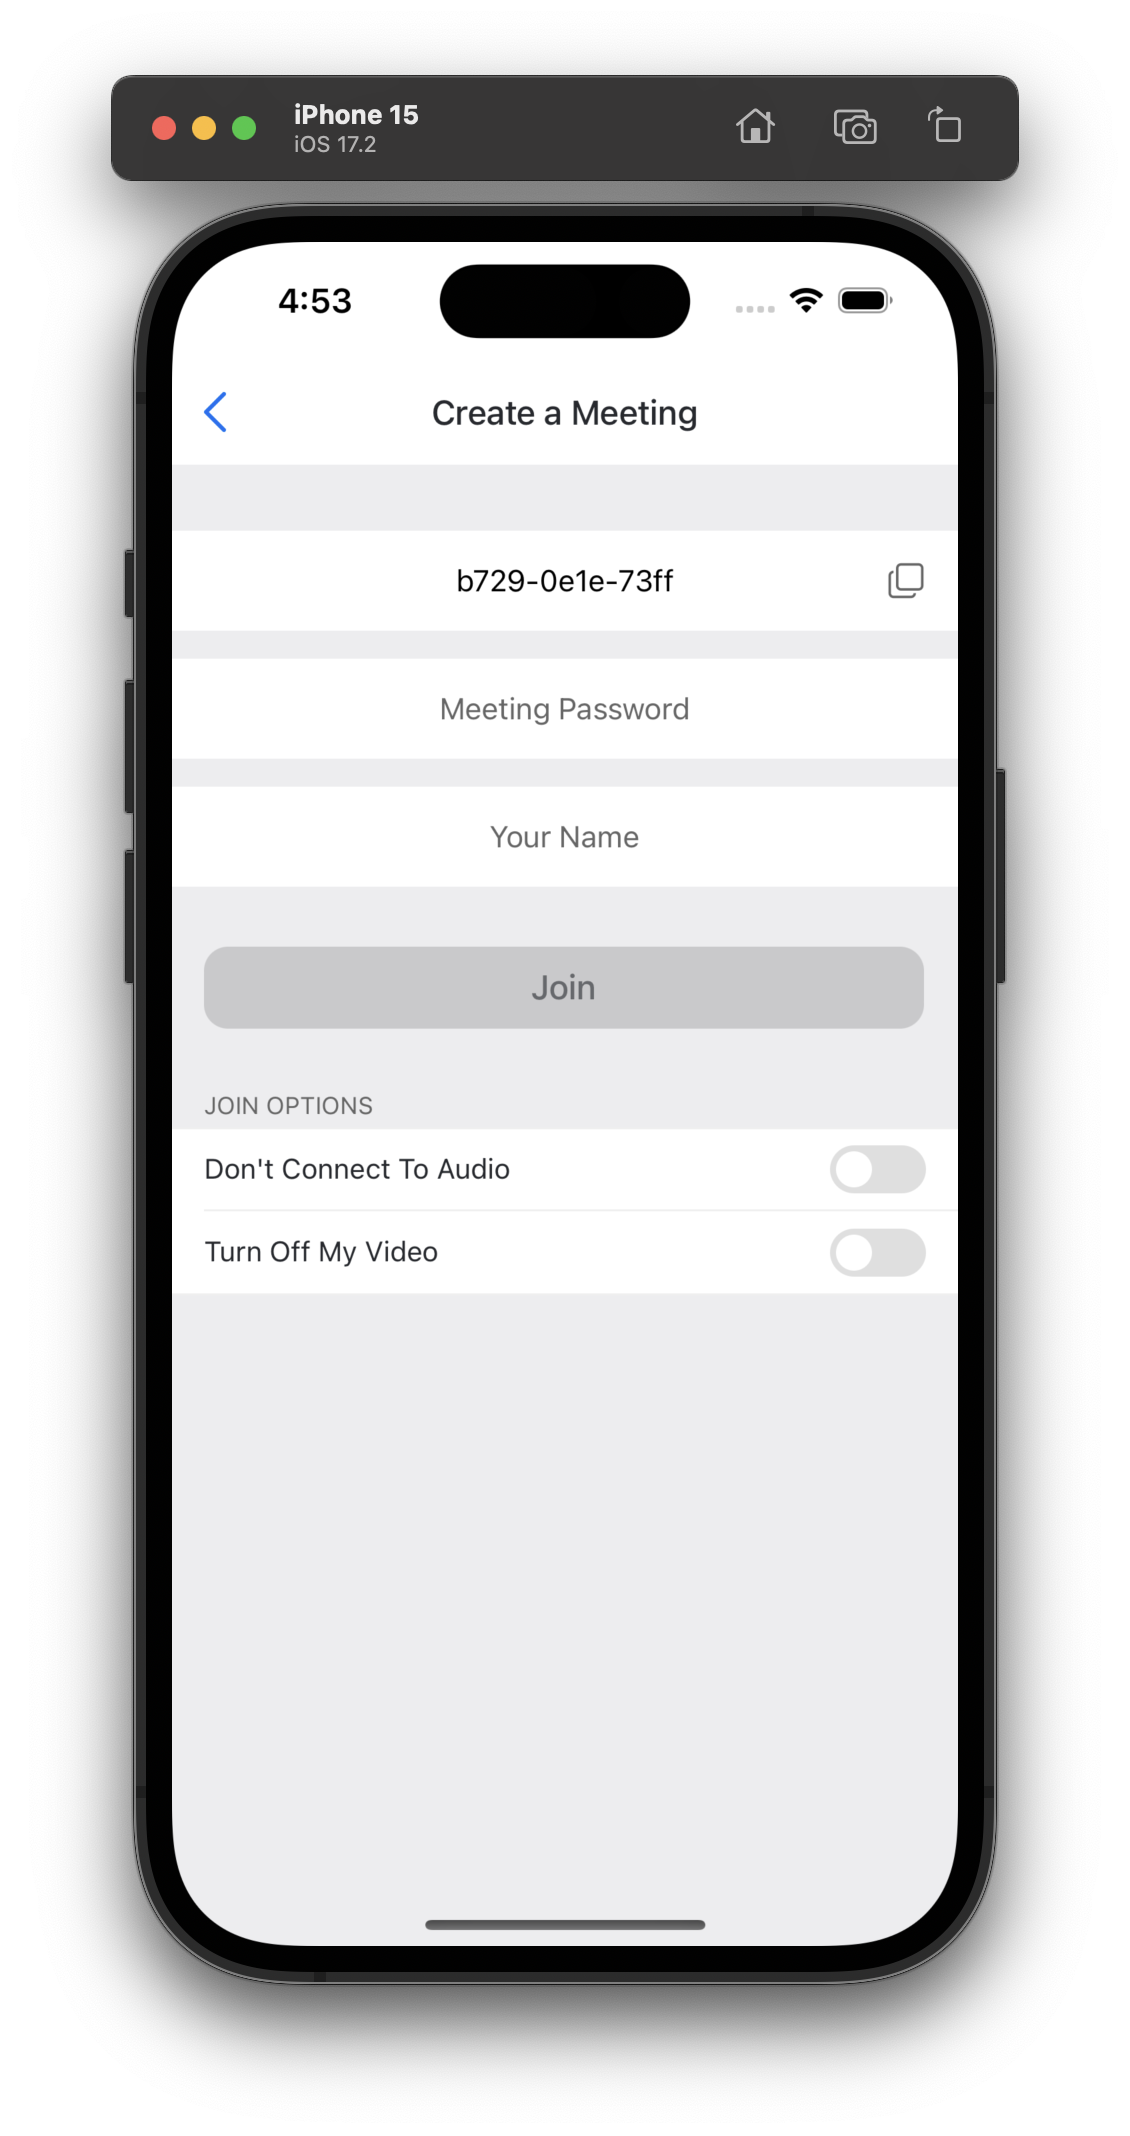 iPhone 15
iOS 17.2
4:53
Create a Meeting
b729-0e1e-73ff
Meeting Password
Your Name
Join
JOIN OPTIONS
Don't Connect To Audio
Turn Off My Video